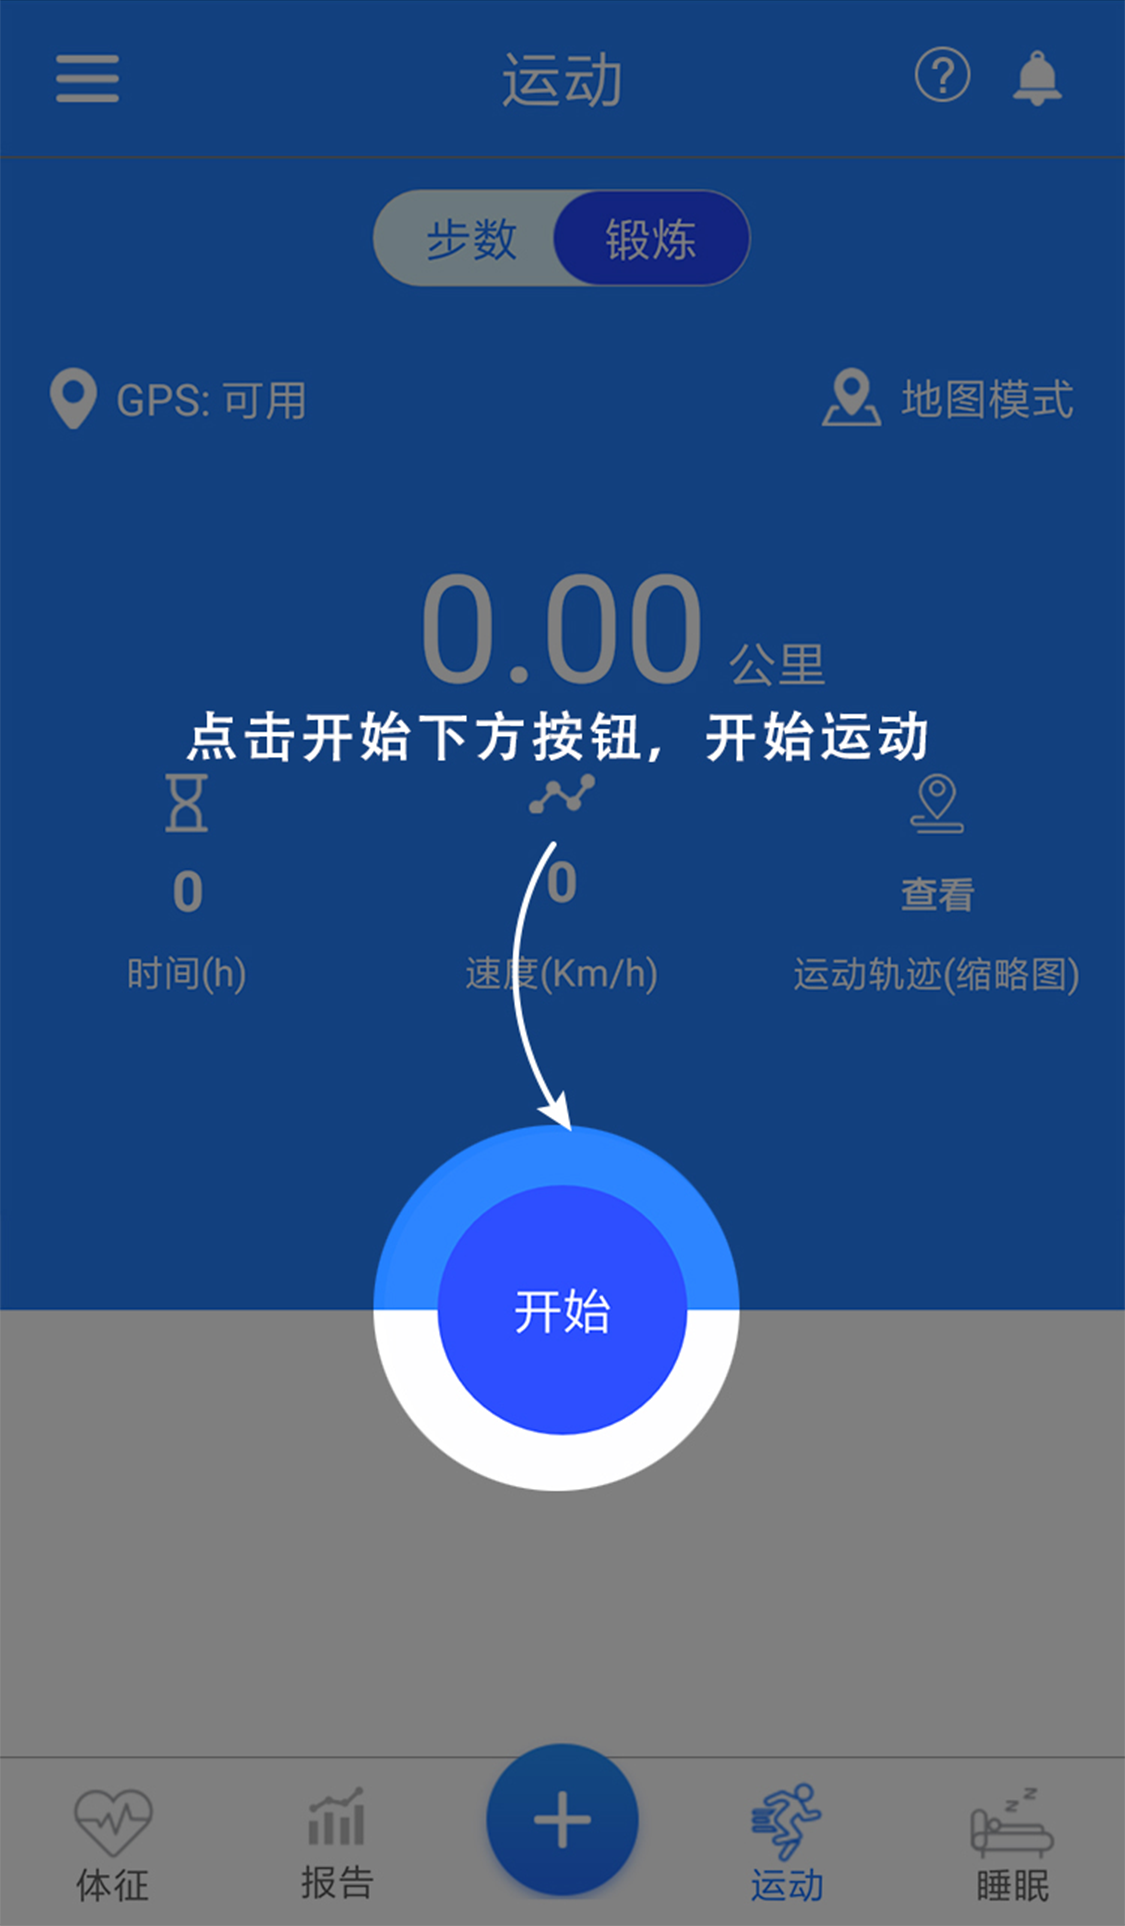 运动
步数 锻炼
GPS: 可用 地图模式
0.00 公里
点击开始下方按钮，开始运动
0 0 查看
时间(h) 速度(Km/h) 运动轨迹(缩略图)
开始
体征 报告 运动 睡眠